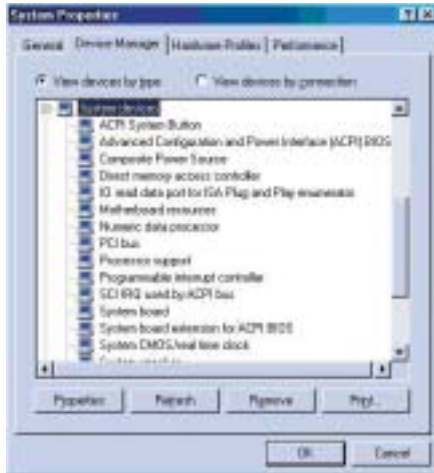 System Properties
General Device Manager Hardware Profiles Performance
View devices by type View devices by connection
System devices
ACPI System Button
Advanced Configuration and Power Interface (ACPI) BIOS
Composite Power Source
Direct memory access controller
IO read data port for ISA Plug and Play enumerator
Motherboard resources
Numeric data processor
PCI bus
Processor support
Programmable interrupt controller
SCI IRQ used by ACPI bus
System board
System board extension for ACPI BIOS
System CMOS/real time clock
Properties Refresh Remove Print...
OK Cancel